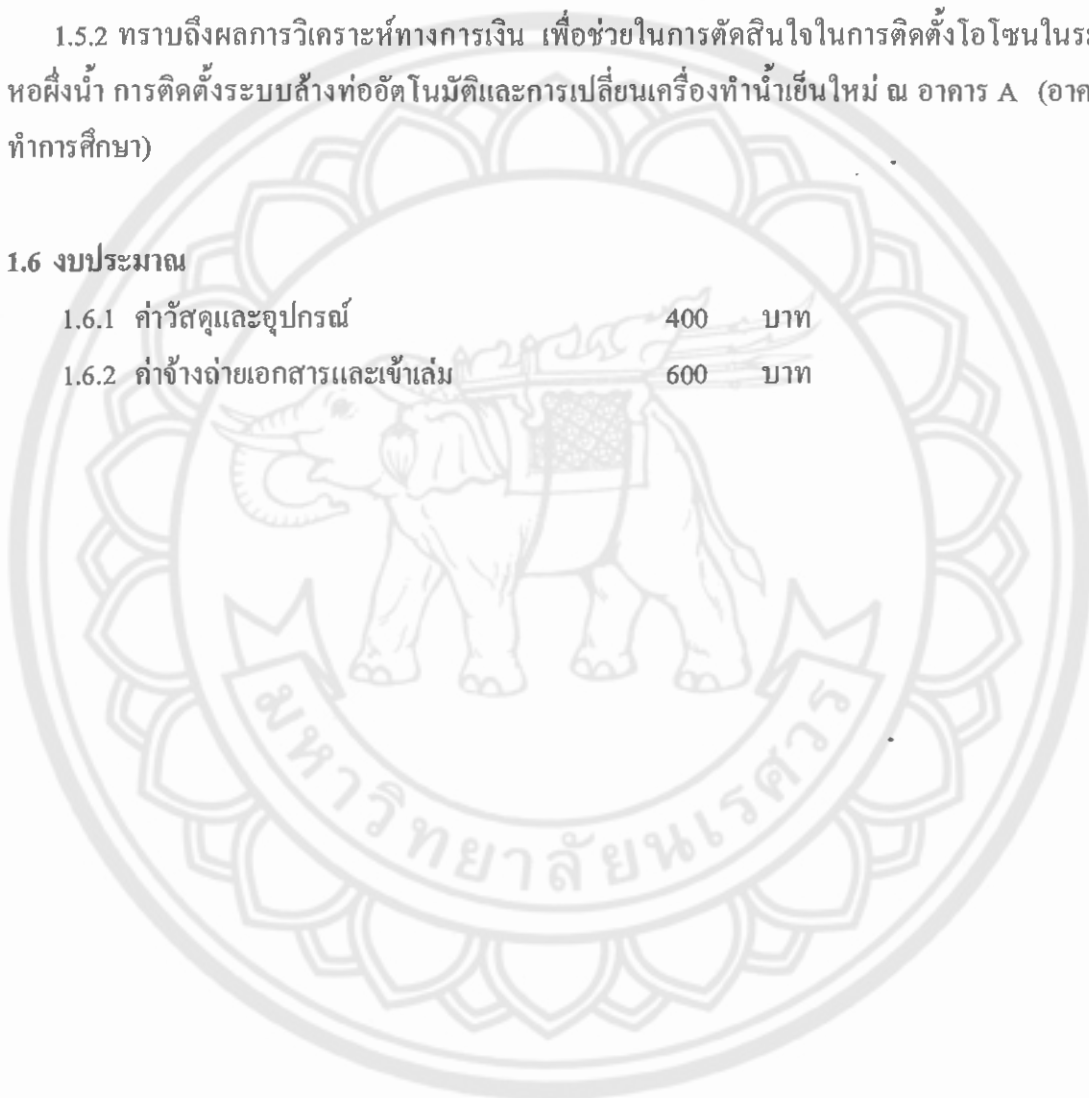 1.5.2 ทราบถึงผลการวิเคราะห์ทางการเงิน เพื่อช่วยในการตัดสินใจในการติดตั้งโอโซนในระ
หอผึ่งน้ำ การติดตั้งระบบล้างท่ออัตโนมัติและการเปลี่ยนเครื่องทำน้ำเย็นใหม่ ณ อาคาร A (อาค
ทำการศึกษา)
1.6 งบประมาณ
1.6.1 ค่าวัสดุและอุปกรณ์ 400 บาท
1.6.2 ค่าจ้างถ่ายเอกสารและเข้าเล่ม 600 บาท
มหาวิทยาลัยนเรศวร